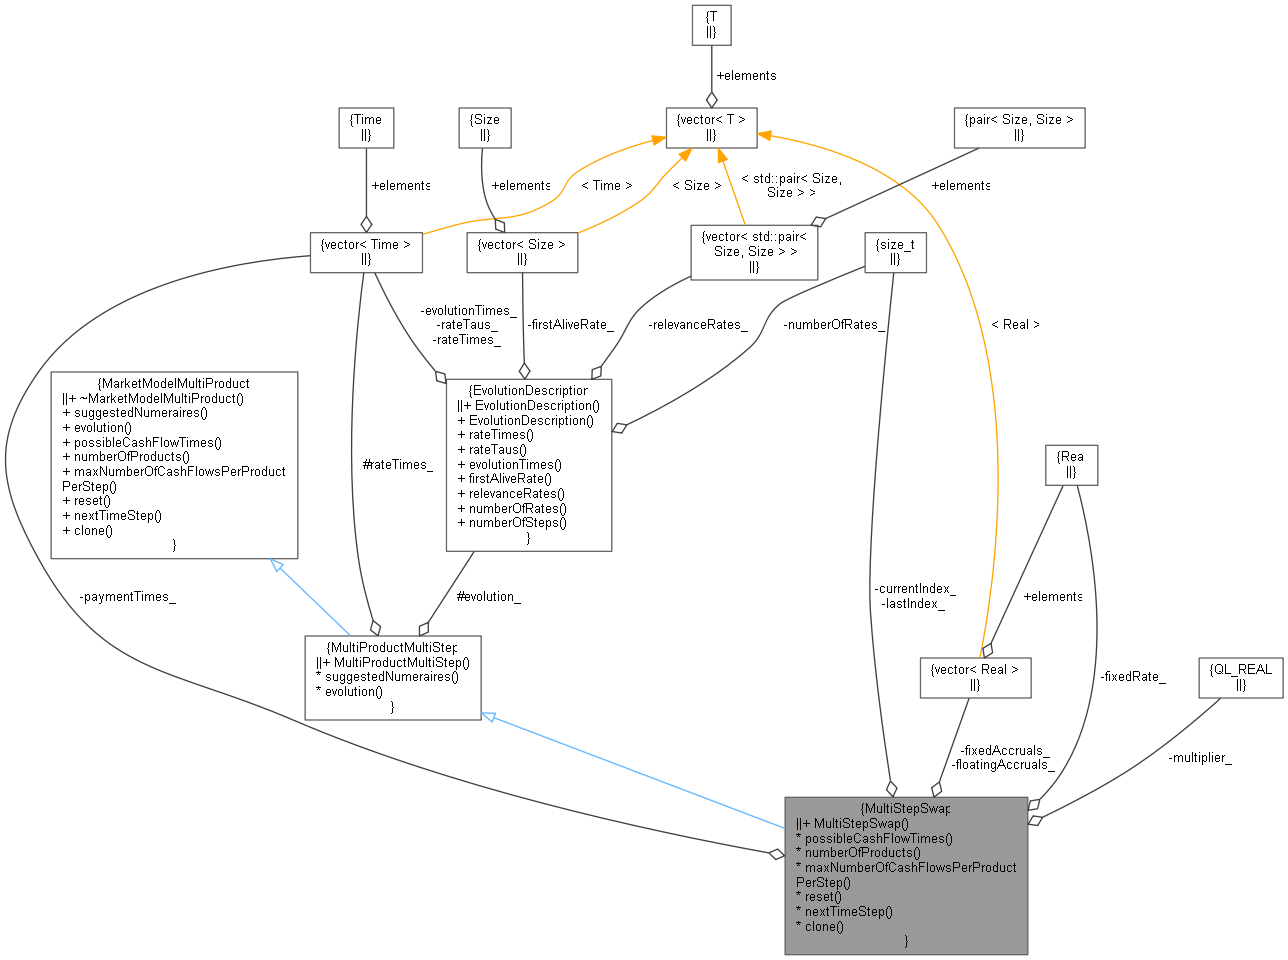 {T
||}
+elements
{Time
||}
{Size
||}
{vector< T >
||}
{pair< Size, Size >
||}
+elements
+elements
< Time >
< Size >
< std::pair< Size,
Size > >
+elements
{vector< Time >
||}
{vector< Size >
||}
{vector< std::pair<
Size, Size > >
||}
{size_t
||}
-evolutionTimes_
-rateTaus_
-rateTimes_
-firstAliveRate_
-relevanceRates_
-numberOfRates_
< Real >
{MarketModelMultiProduct
||+ ~MarketModelMultiProduct()
+ suggestedNumeraires()
+ evolution()
+ possibleCashFlowTimes()
+ numberOfProducts()
+ maxNumberOfCashFlowsPerProduct
PerStep()
+ reset()
+ nextTimeStep()
+ clone()
}
#rateTimes_
{EvolutionDescription
||+ EvolutionDescription()
+ EvolutionDescription()
+ rateTimes()
+ rateTaus()
+ evolutionTimes()
+ firstAliveRate()
+ relevanceRates()
+ numberOfRates()
+ numberOfSteps()
}
{Rea
||}
-paymentTimes_
#evolution_
-currentIndex_
-lastIndex_
+elements
{MultiProductMultiStep
||+ MultiProductMultiStep()
* suggestedNumeraires()
* evolution()
}
{vector< Real >
||}
-fixedRate_
{QL_REAL
||}
-fixedAccruals_
-floatingAccruals_
-multiplier_
{MultiStepSwap
||+ MultiStepSwap()
* possibleCashFlowTimes()
* numberOfProducts()
* maxNumberOfCashFlowsPerProduct
PerStep()
* reset()
* nextTimeStep()
* clone()
}